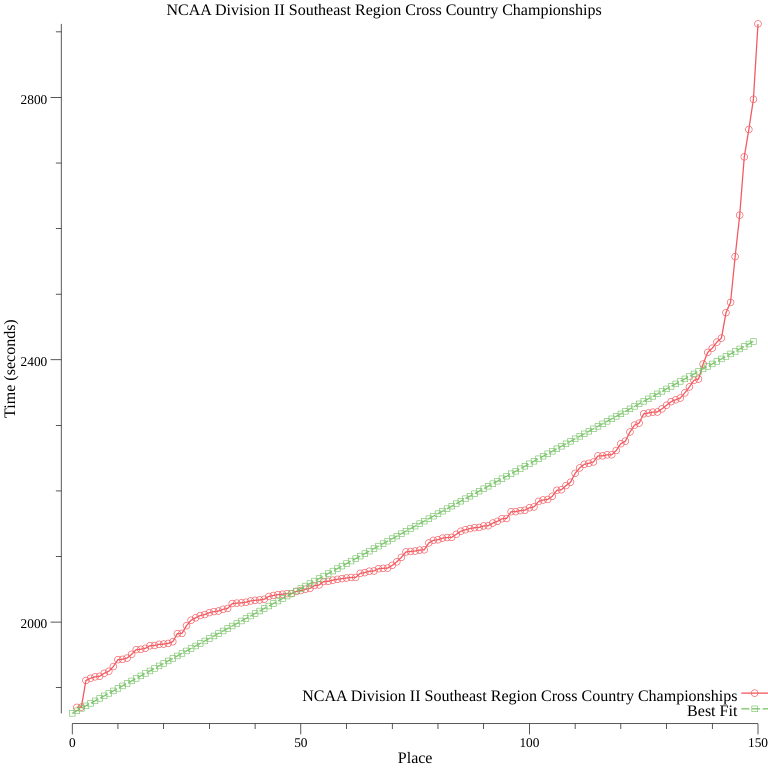 NCAA Division II Southeast Region Cross Country Championships
2800
2400
2000
Time (seconds)
NCAA Division II Southeast Region Cross Country Championships
Best Fit
0 50 100 150
Place